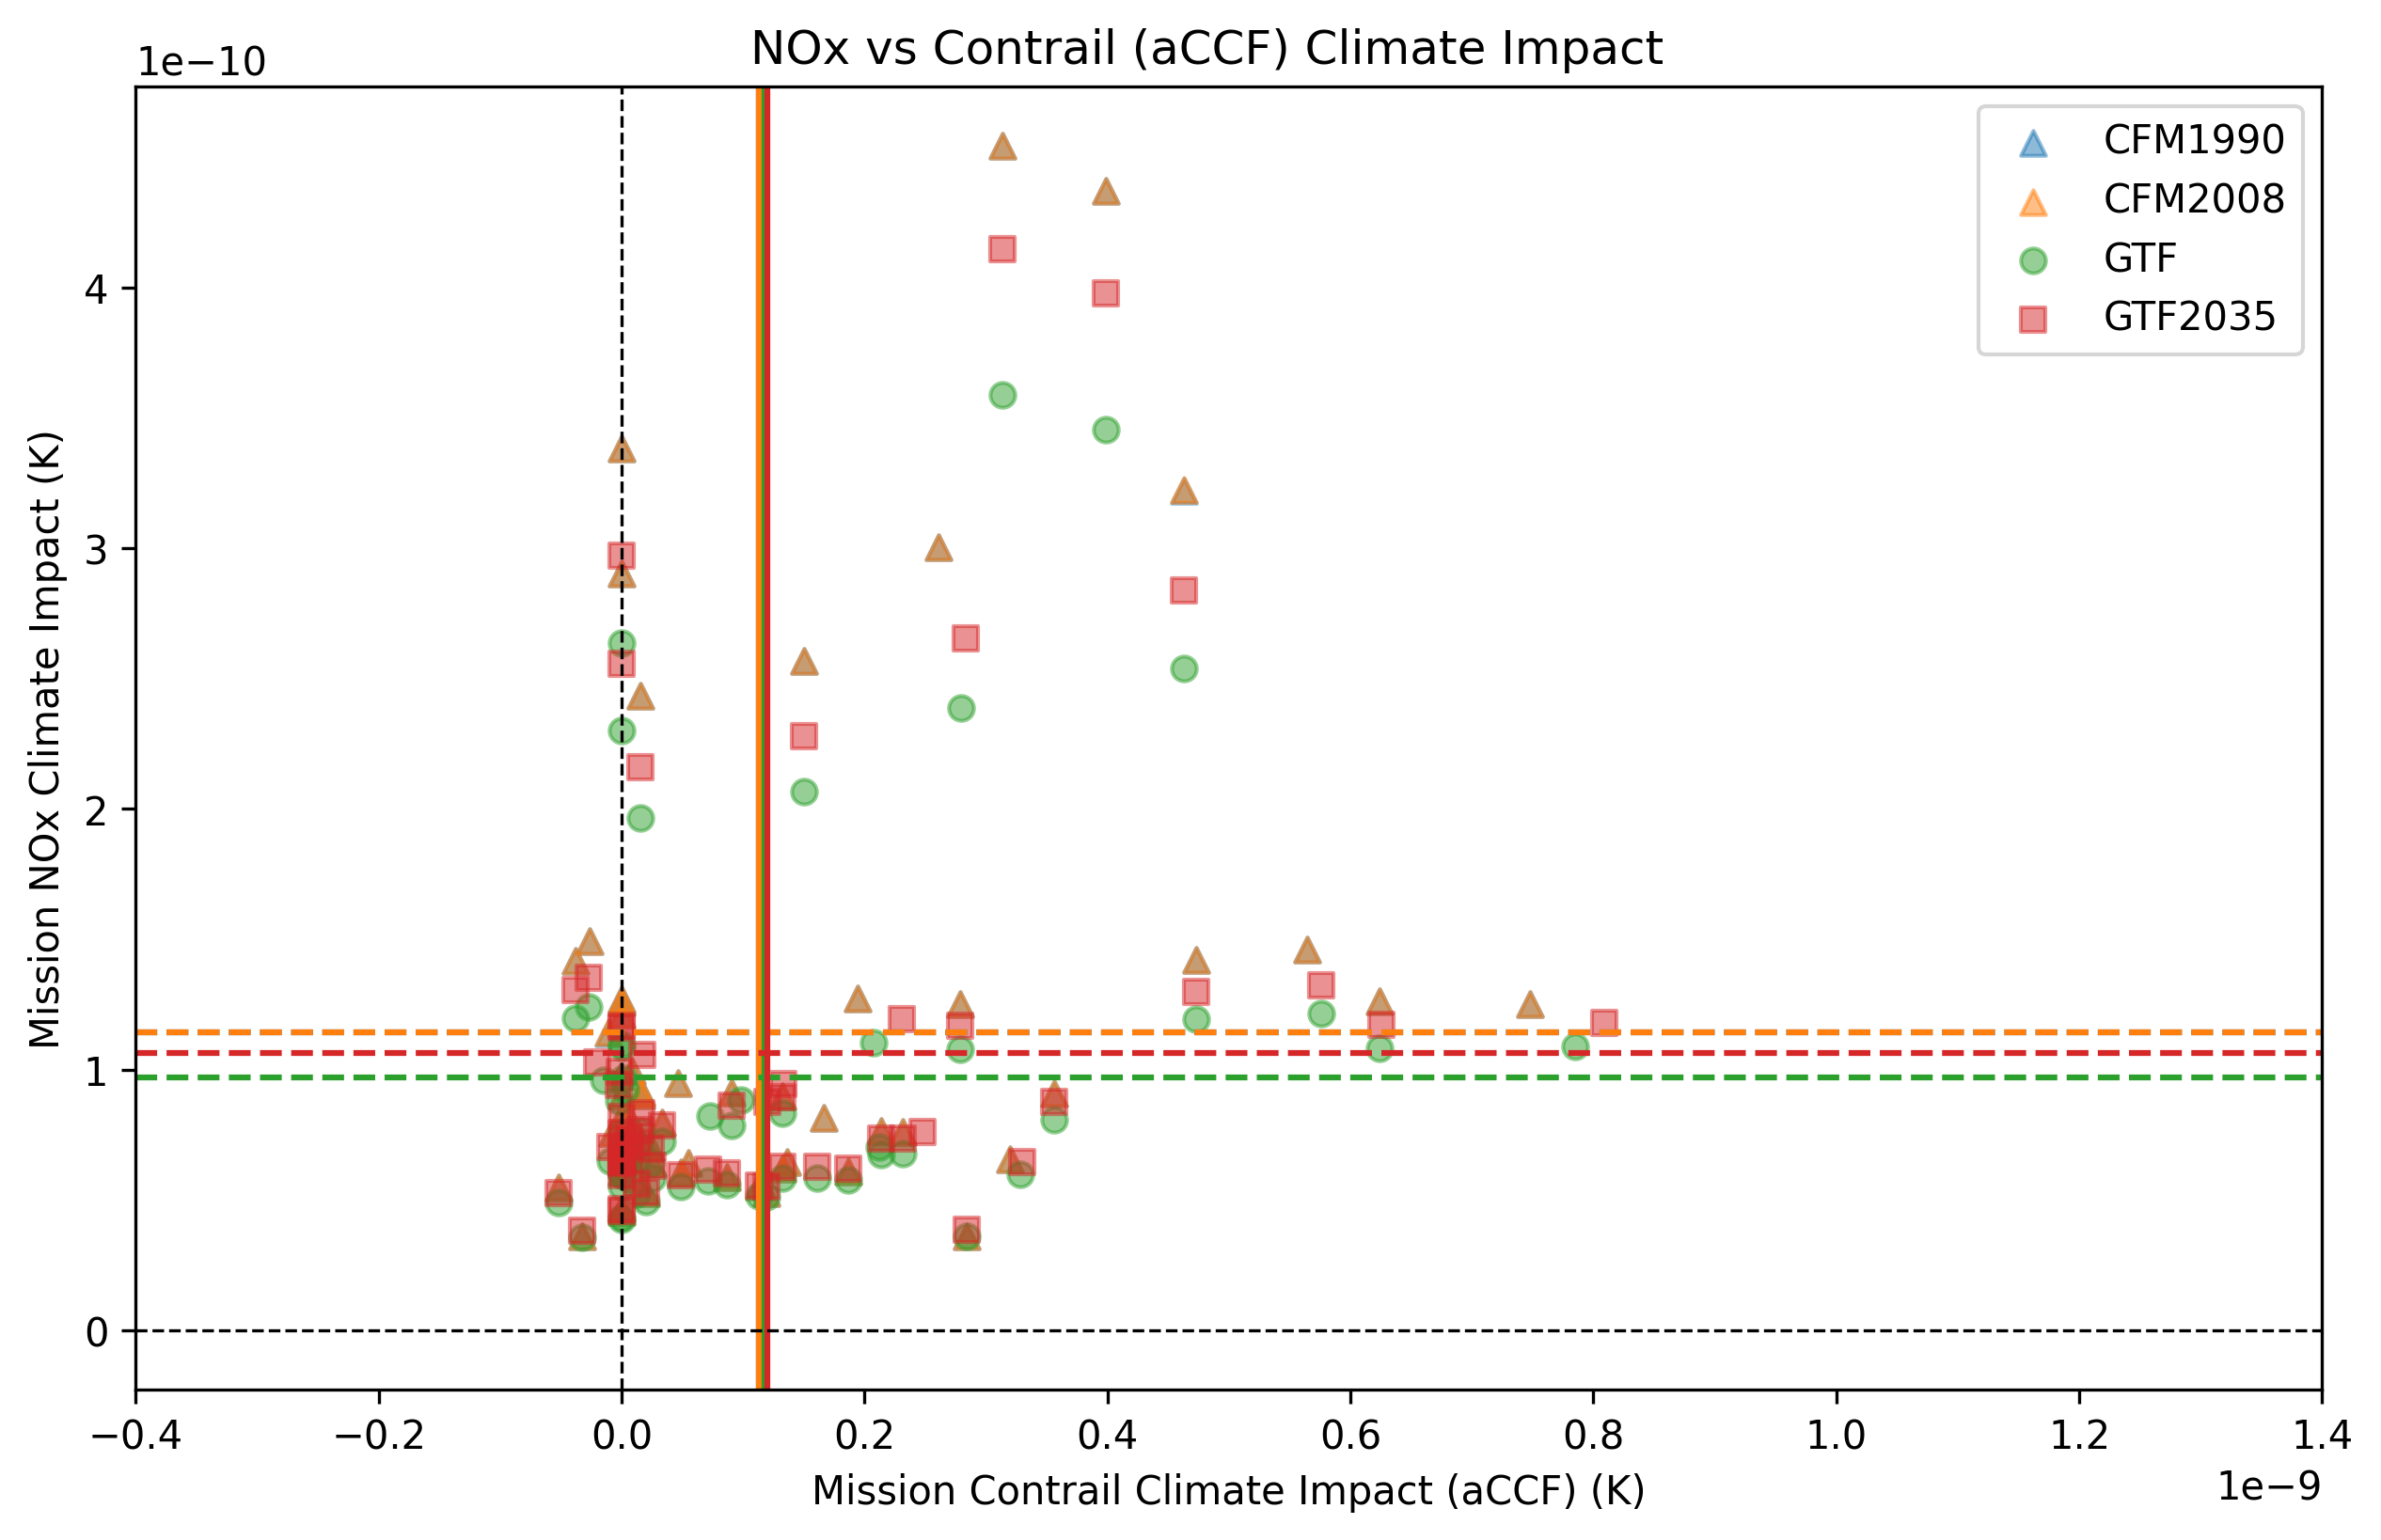 NOx vs Contrail (aCCF) Climate Impact
1e−10
CFM1990
CFM2008
GTF
GTF2035
Mission NOx Climate Impact (K)
4
3
2
1
0
−0.4 −0.2 0.0 0.2 0.4 0.6 0.8 1.0 1.2 1.4
1e−9
Mission Contrail Climate Impact (aCCF) (K)